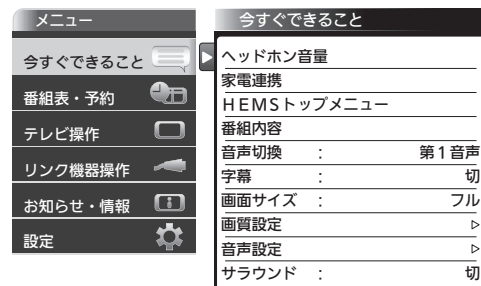 メニュー
今すぐできること
番組表・予約
テレビ操作
リンク機器操作
お知らせ・情報
設定
今すぐできること
ヘッドホン音量
家電連携
HEMSトップメニュー
番組内容
音声切換 : 第1音声
字幕 : 切
画面サイズ : フル
画質設定
音声設定
サラウンド : 切